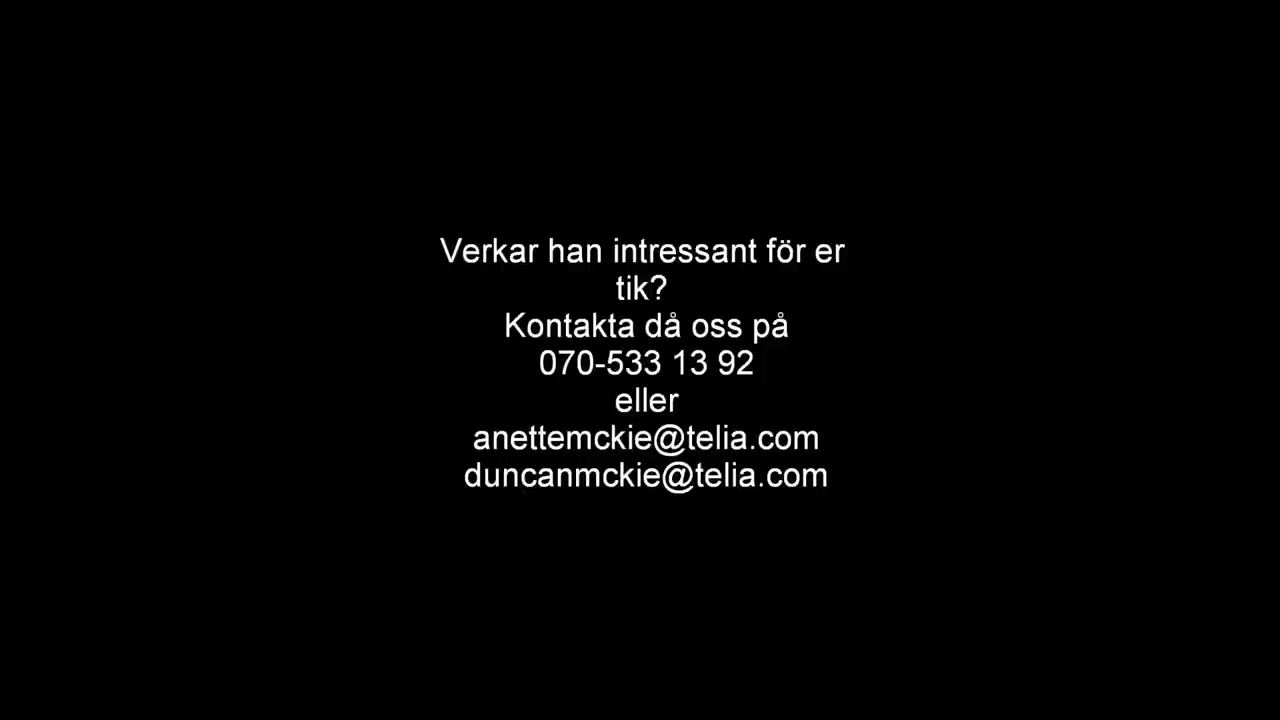 Verkar han intressant för er
tik?
Kontakta då oss på
070-533 13 92
eller
anettemckie@telia.com
duncanmckie@telia.com